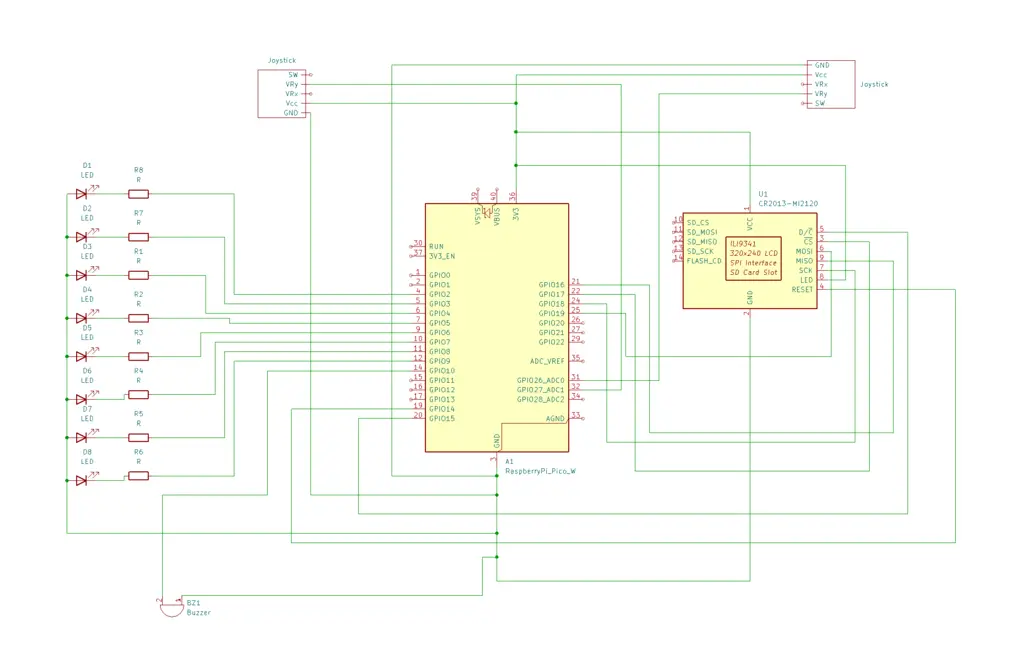 Joystick
SW
VRy
VRx
Vcc
GND
GND
Vcc
VRx
VRy
SW
Joystick
D1
LED
R8
R
D2
LED
R7
R
D3
LED
R1
R
D4
LED
R2
R
D5
LED
R3
R
D6
LED
R4
R
D7
LED
R5
R
D8
LED
R6
R
39
40
36
VSYS
VBUS
3V3
30 RUN
37 3V3_EN
1 GPIO0
2 GPIO1
4 GPIO2
5 GPIO3
6 GPIO4
7 GPIO5
9 GPIO6
10 GPIO7
11 GPIO8
12 GPIO9
14 GPIO10
15 GPIO11
16 GPIO12
17 GPIO13
19 GPIO14
20 GPIO15
GPIO16 21
GPIO17 22
GPIO18 24
GPIO19 25
GPIO20 26
GPIO21 27
GPIO22 29
ADC_VREF 35
GPIO26_ADC0 31
GPIO27_ADC1 32
GPIO28_ADC2 34
AGND 33
GND
3
A1
RaspberryPi_Pico_W
U1
CR2013-MI2120
1
VCC
10 SD_CS
11 SD_MOSI
12 SD_MISO
13 SD_SCK
14 FLASH_CD
ILI9341
320x240 LCD
SPI Interface
SD Card Slot
D/C 5
CS 3
MOSI 6
MISO 9
SCK 7
LED 8
RESET 4
GND
2
2
1
BZ1
Buzzer